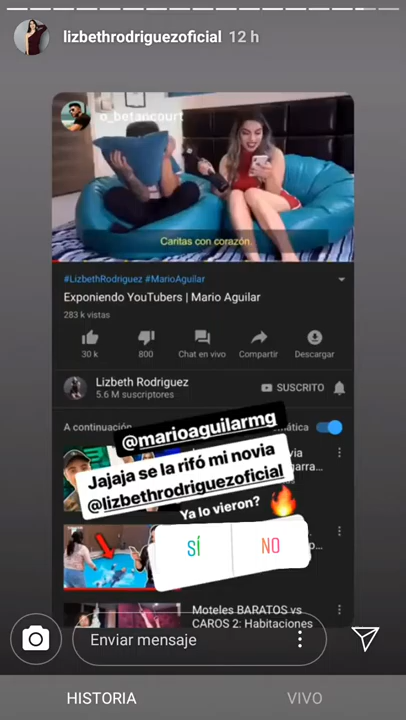 lizbethrodriguezoficial 12 h
o_betancourt
Caritas con corazón.
#LizbethRodriguez #MarioAguilar
Exponiendo YouTubers | Mario Aguilar
283 k vistas
30 k 800 Chat en vivo Compartir Descargar
Lizbeth Rodriguez
5.6 M suscriptores
SUSCRITO
A continuación
@marioaguilarmg
Jajaja se la rifó mi novia
@lizbethrodriguezoficial
Ya lo vieron?
SÍ NO
Moteles BARATOS vs
CAROS 2: Habitaciones
Enviar mensaje
HISTORIA VIVO